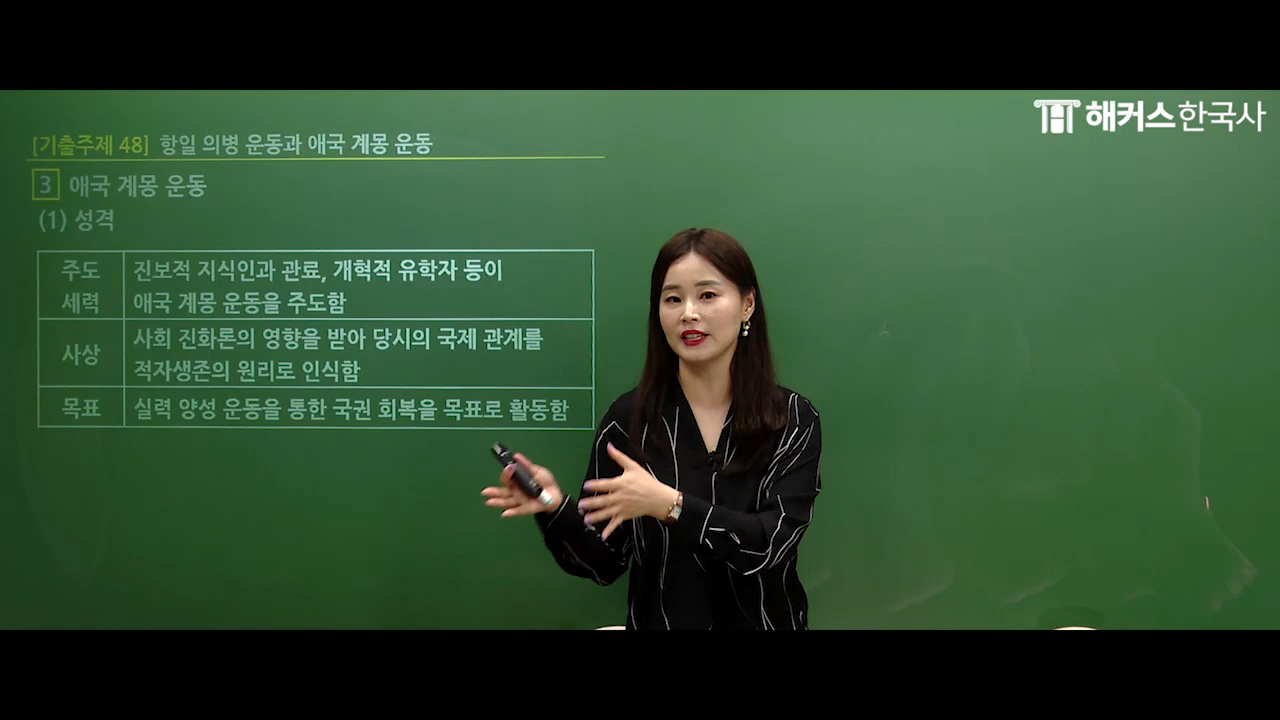 해커스한국사
[기출주제 48] 항일 의병 운동과 애국 계몽 운동
3 애국 계몽 운동
(1) 성격
주도 세력
진보적 지식인과 관료, 개혁적 유학자 등이
애국 계몽 운동을 주도함
사상
사회 진화론의 영향을 받아 당시의 국제 관계를
적자생존의 원리로 인식함
목표
실력 양성 운동을 통한 국권 회복을 목표로 활동함